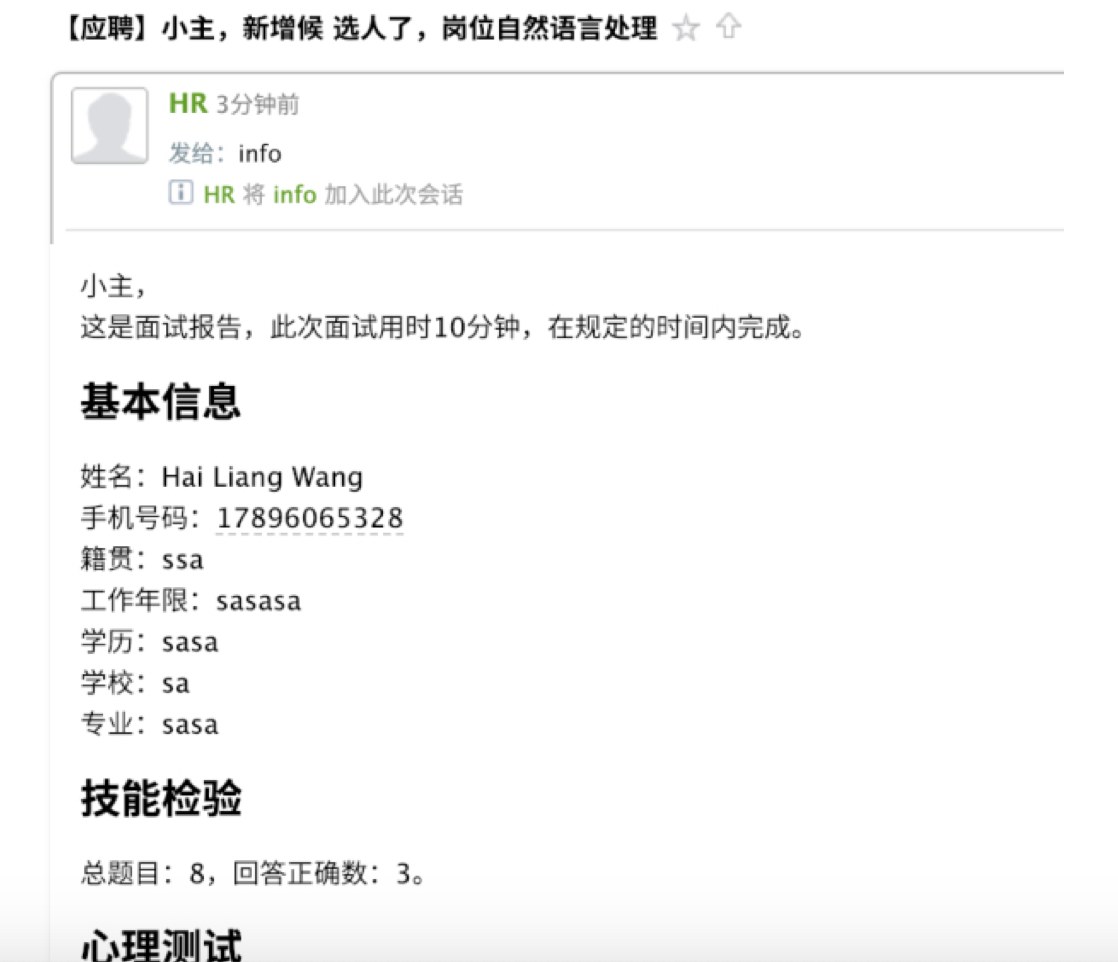 【应聘】小主，新增候 选人了，岗位自然语言处理
HR 3分钟前
发给：info
HR 将 info 加入此次会话
小主，
这是面试报告，此次面试用时10分钟，在规定的时间内完成。
基本信息
姓名：Hai Liang Wang
手机号码：17896065328
籍贯：ssa
工作年限：sasasa
学历：sasa
学校：sa
专业：sasa
技能检验
总题目：8，回答正确数：3。
心理测试